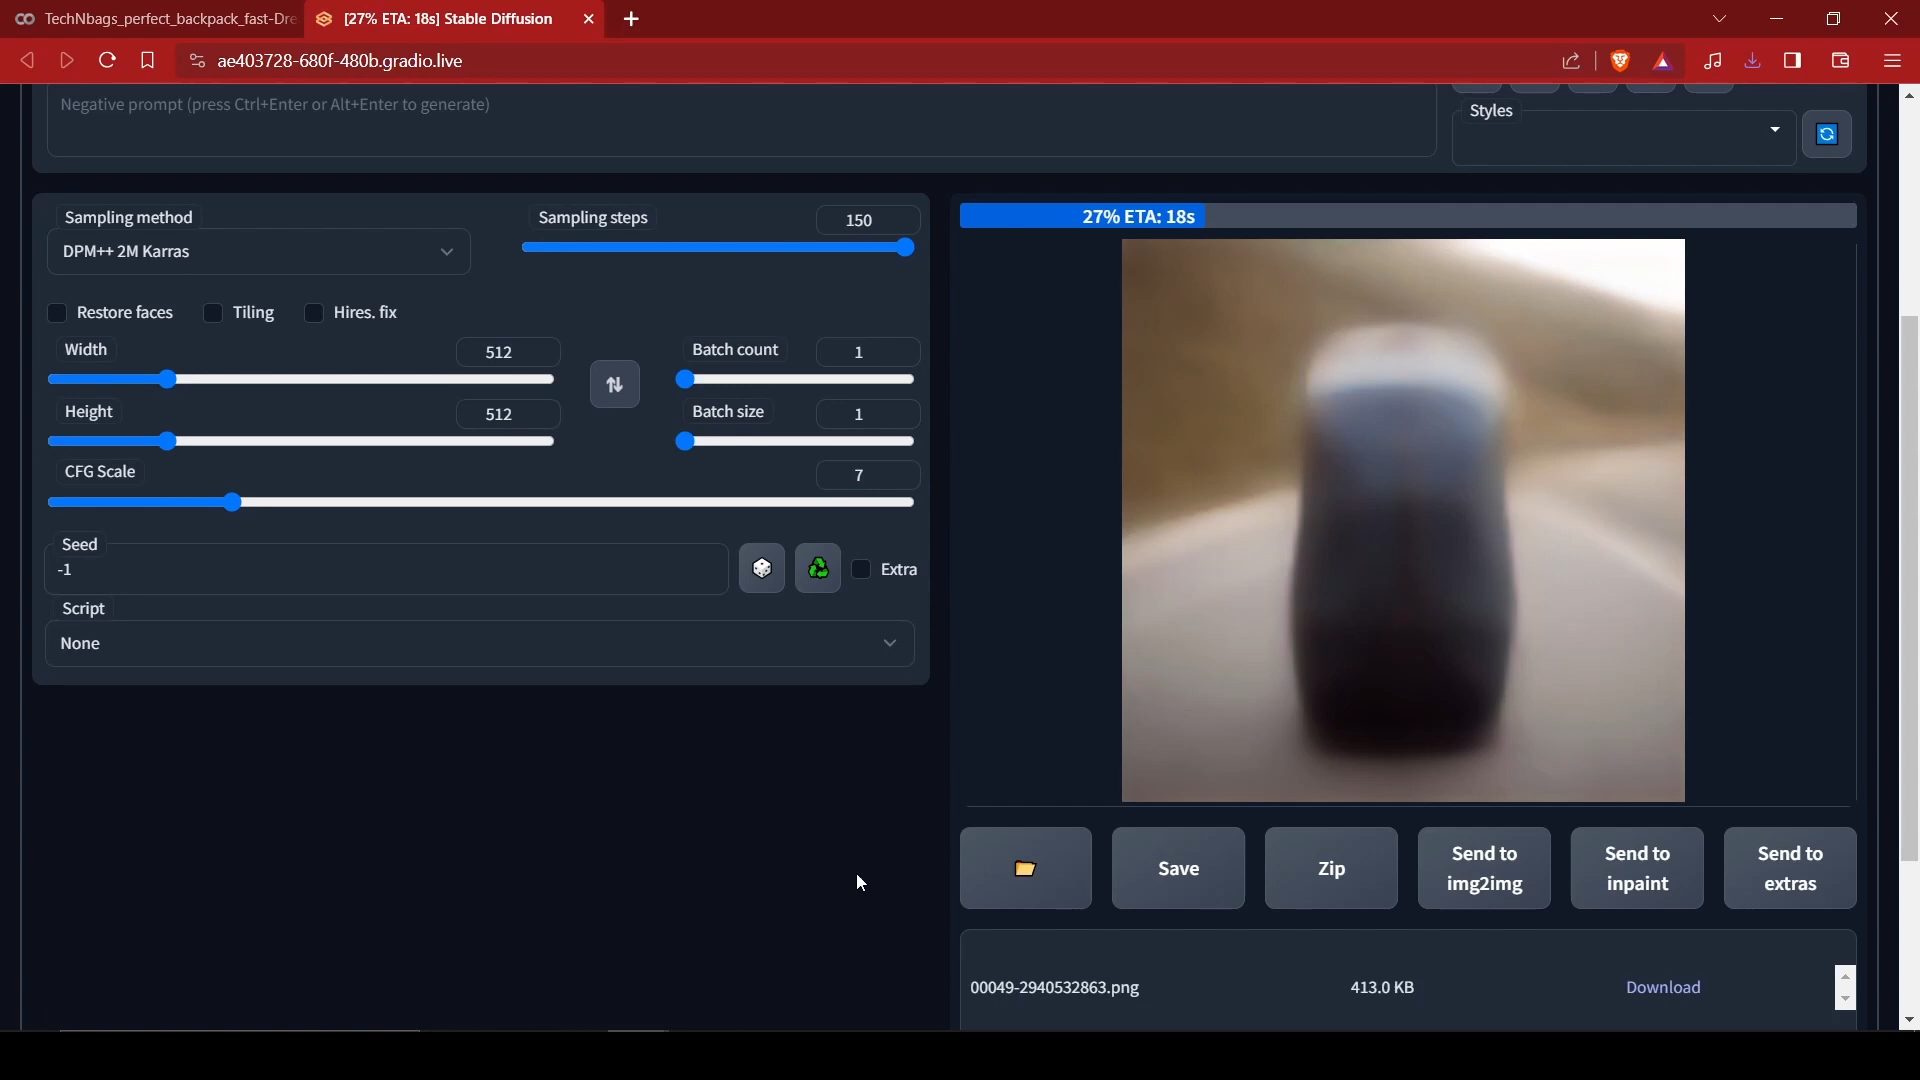 TechNbags_perfect_backpack_fast-Dre
[27% ETA: 18s] Stable Diffusion
ae403728-680f-480b.gradio.live
Negative prompt (press Ctrl+Enter or Alt+Enter to generate)
Styles
Sampling method
DPM++ 2M Karras
Sampling steps
150
Restore faces
Tiling
Hires. fix
Width
512
Batch count
1
Height
512
Batch size
1
CFG Scale
7
Seed
-1
Extra
Script
None
27% ETA: 18s
Save
Zip
Send to
img2img
Send to
inpaint
Send to
extras
00049-2940532863.png
413.0 KB
Download